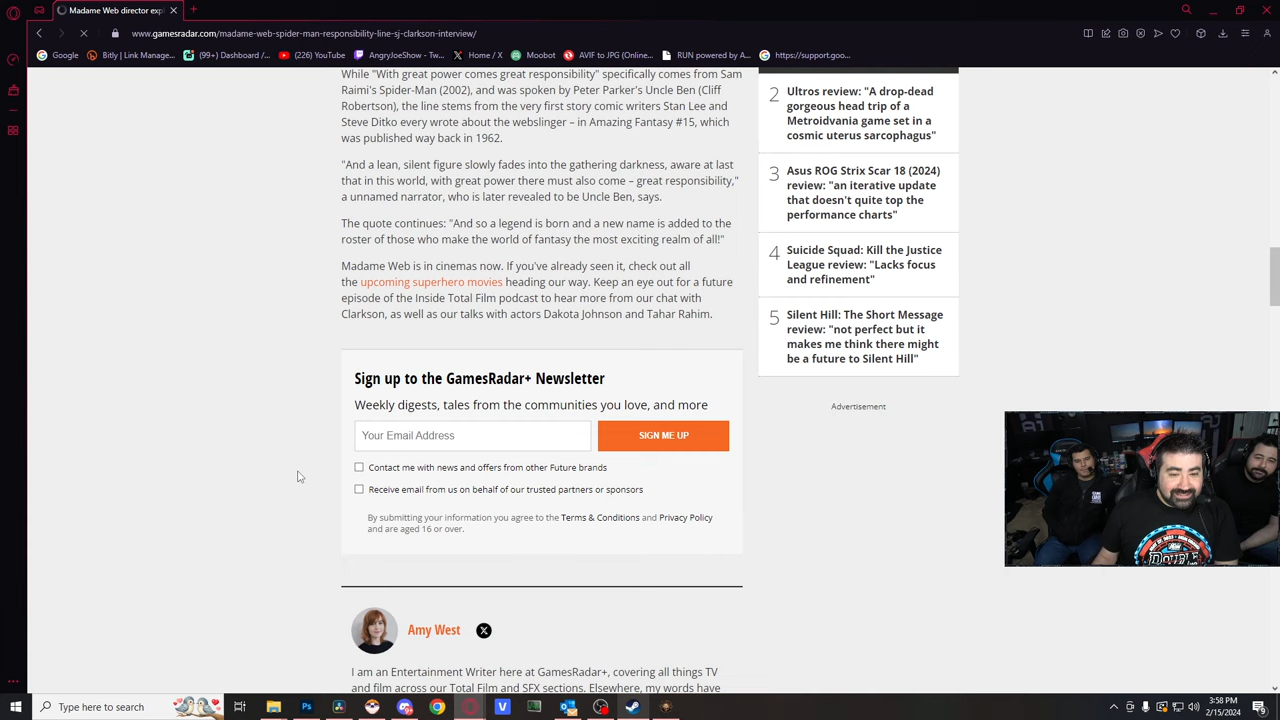 Madame Web director exp
www.gamesradar.com/madame-web-spider-man-responsibility-line-sj-clarkson-interview/
Google
Bitly | Link Manage...
(99+) Dashboard /...
(226) YouTube
AngryJoeShow - Tw...
Home / X
Moobot
AVIF to JPG (Online...
RUN powered by A...
https://support.goo...
While "With great power comes great responsibility" specifically comes from Sam
Raimi's Spider-Man (2002), and was spoken by Peter Parker's Uncle Ben (Cliff
Robertson), the line stems from the very first story comic writers Stan Lee and
Steve Ditko every wrote about the webslinger – in Amazing Fantasy #15, which
was published way back in 1962.
"And a lean, silent figure slowly fades into the gathering darkness, aware at last
that in this world, with great power there must also come – great responsibility,"
a unnamed narrator, who is later revealed to be Uncle Ben, says.
The quote continues: "And so a legend is born and a new name is added to the
roster of those who make the world of fantasy the most exciting realm of all!"
Madame Web is in cinemas now. If you've already seen it, check out all
the upcoming superhero movies heading our way. Keep an eye out for a future
episode of the Inside Total Film podcast to hear more from our chat with
Clarkson, as well as our talks with actors Dakota Johnson and Tahar Rahim.
Sign up to the GamesRadar+ Newsletter
Weekly digests, tales from the communities you love, and more
Your Email Address
SIGN ME UP
Contact me with news and offers from other Future brands
Receive email from us on behalf of our trusted partners or sponsors
By submitting your information you agree to the Terms & Conditions and Privacy Policy
and are aged 16 or over.
Amy West
I am an Entertainment Writer here at GamesRadar+, covering all things TV
and film across our Total Film and SFX sections. Elsewhere, my words have
2
Ultros review: "A drop-dead
gorgeous head trip of a
Metroidvania game set in a
cosmic uterus sarcophagus"
3
Asus ROG Strix Scar 18 (2024)
review: "an iterative update
that doesn't quite top the
performance charts"
4
Suicide Squad: Kill the Justice
League review: "Lacks focus
and refinement"
5
Silent Hill: The Short Message
review: "not perfect but it
makes me think there might
be a future to Silent Hill"
Advertisement
DOUBLE
Type here to search
3:58 PM
2/15/2024